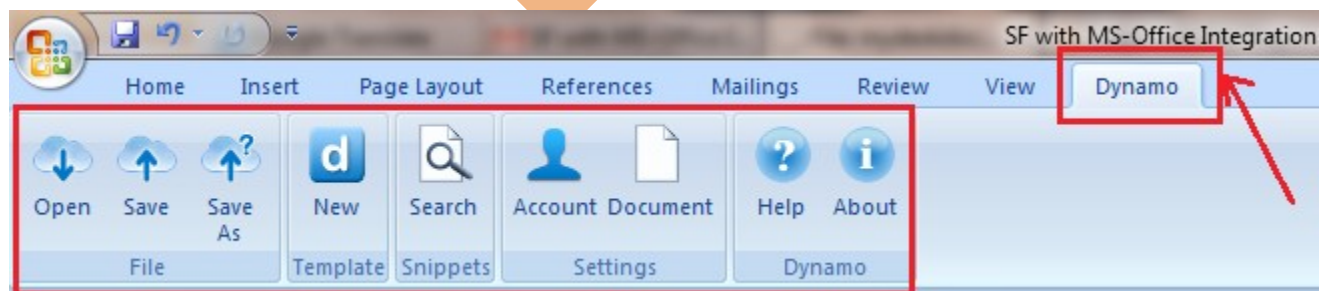 SF with MS-Office Integration
Home Insert Page Layout References Mailings Review View Dynamo
? d ? i
Open Save Save As New Search Account Document Help About
File Template Snippets Settings Dynamo